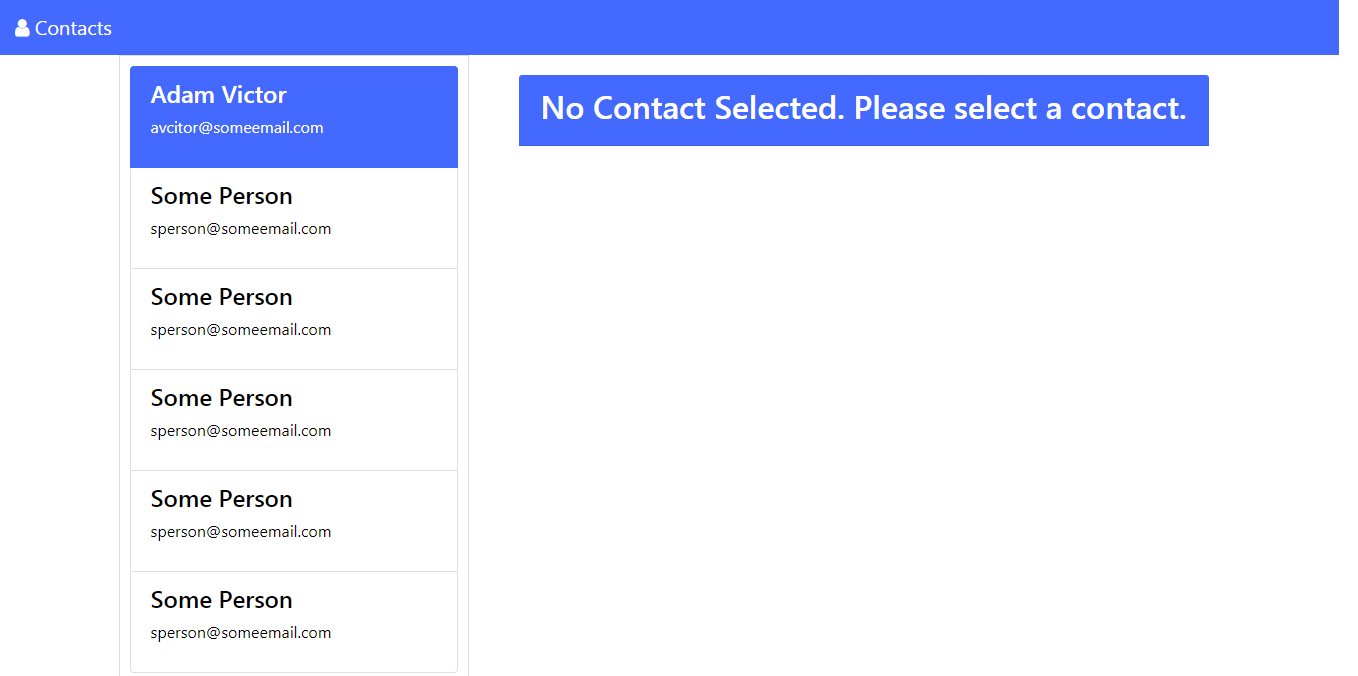 Contacts
Adam Victor
avcitor@someemail.com
Some Person
sperson@someemail.com
Some Person
sperson@someemail.com
Some Person
sperson@someemail.com
Some Person
sperson@someemail.com
Some Person
sperson@someemail.com
No Contact Selected. Please select a contact.